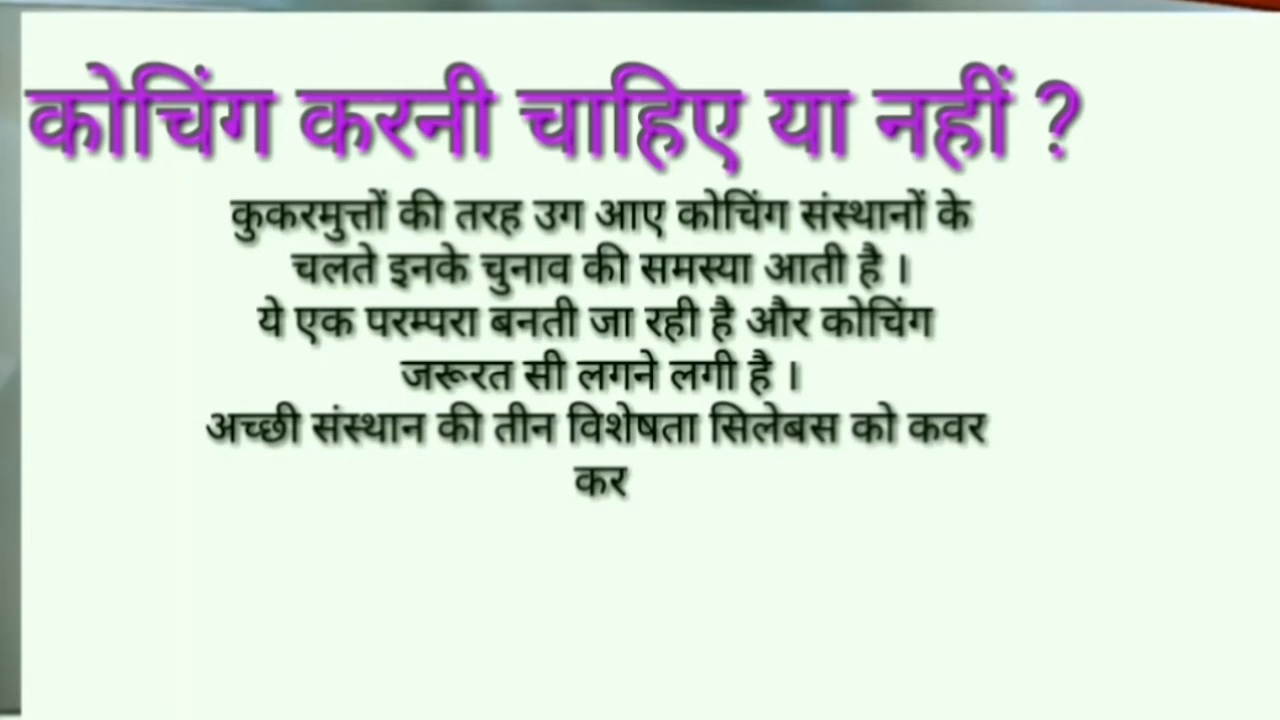 कोचिंग करनी चाहिए या नहीं ?
कुकरमुत्तों की तरह उग आए कोचिंग संस्थानों के
चलते इनके चुनाव की समस्या आती है ।
ये एक परम्परा बनती जा रही है और कोचिंग
जरूरत सी लगने लगी है ।
अच्छी संस्थान की तीन विशेषता सिलेबस को कवर
कर